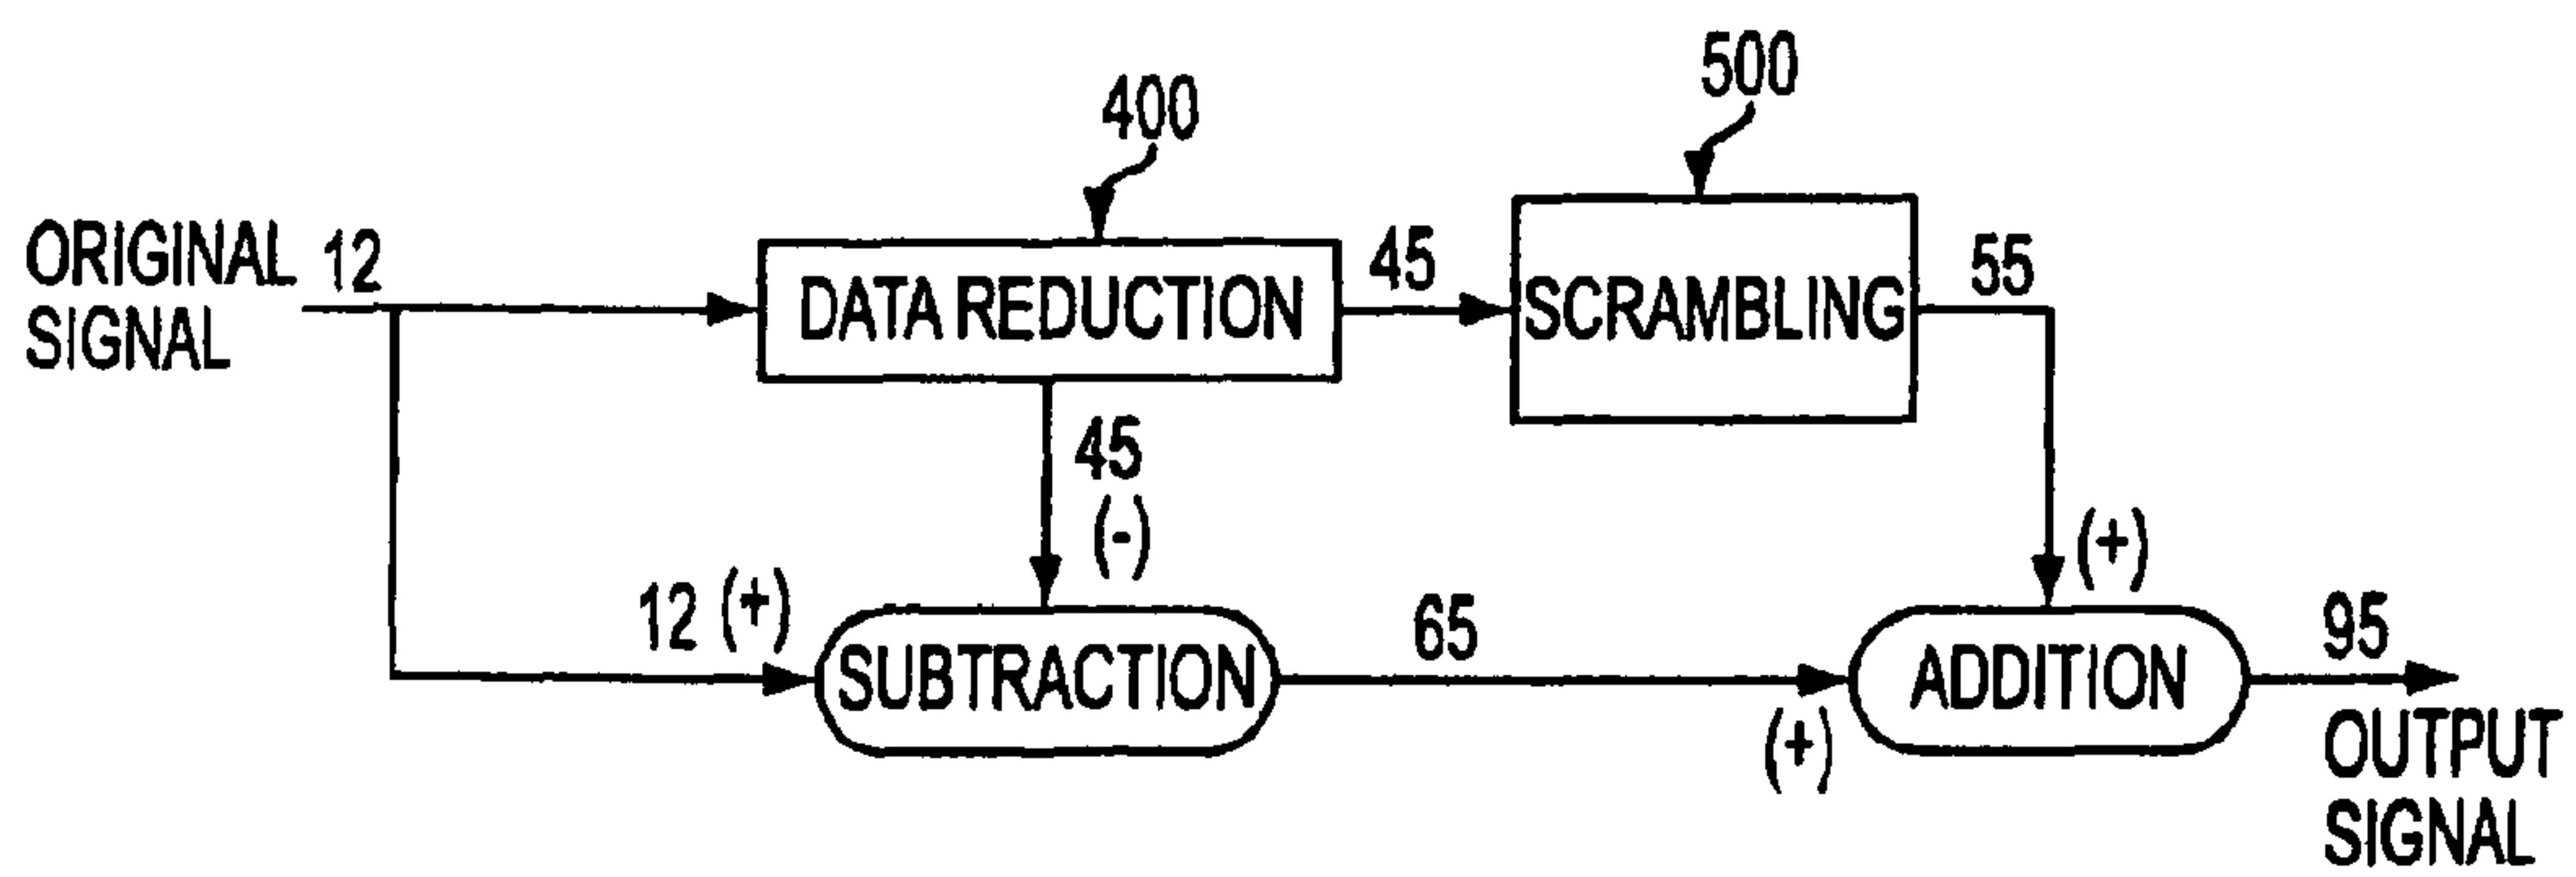 500
400
ORIGINAL 12
SIGNAL
DATA REDUCTION
45
SCRAMBLING
55
45
(-)
12 (+)
SUBTRACTION
65
(+)
(+)
ADDITION
95
OUTPUT
SIGNAL